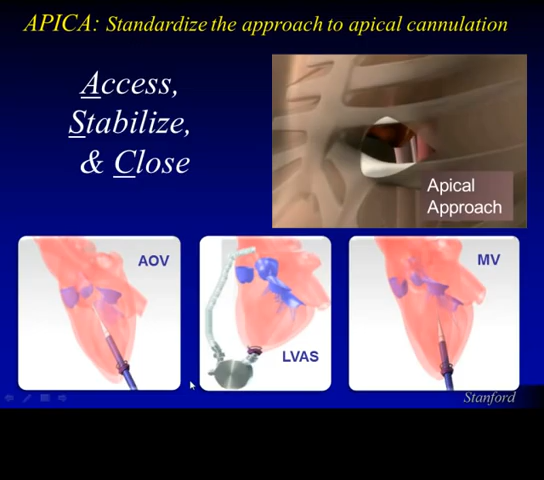 APICA: Standardize the approach to apical cannulation
Access,
Stabilize,
& Close
Apical
Approach
AOV
LVAS
MV
Stanford